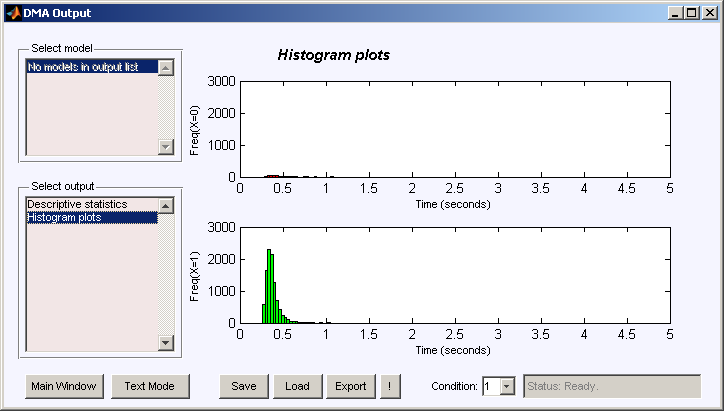 DMA Output
Select model
No models in output list
Select output
Descriptive statistics
Histogram plots
Histogram plots
3000
2000
1000
0
Freq(X=0)
0 0.5 1 1.5 2 2.5 3 3.5 4 4.5 5
Time (seconds)
3000
2000
1000
0
Freq(X=1)
0 0.5 1 1.5 2 2.5 3 3.5 4 4.5 5
Time (seconds)
Main Window Text Mode Save Load Export ! Condition: 1 Status: Ready.